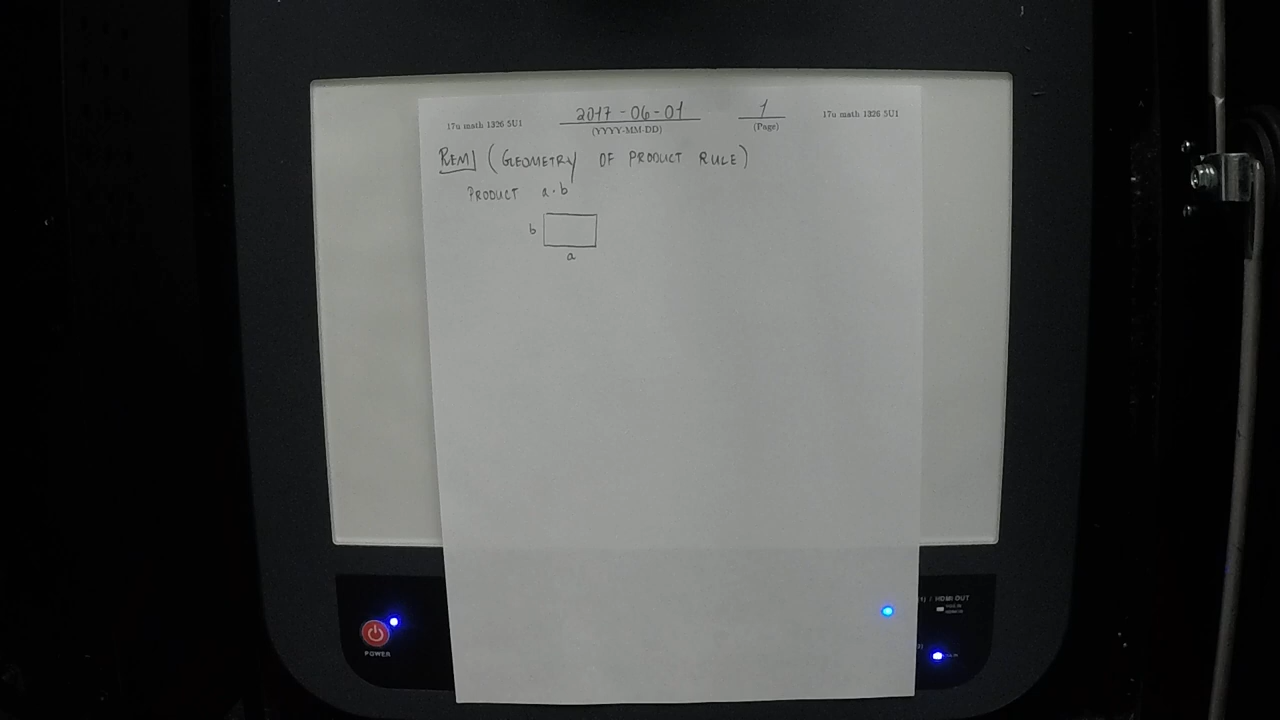 17u math 1326 5U1 2017-06-01 1 17u math 1326 5U1
(YYYY-MM-DD) (Page)
REM] (GEOMETRY OF PRODUCT RULE)
PRODUCT a·b
b
a
POWER
HDMI OUT